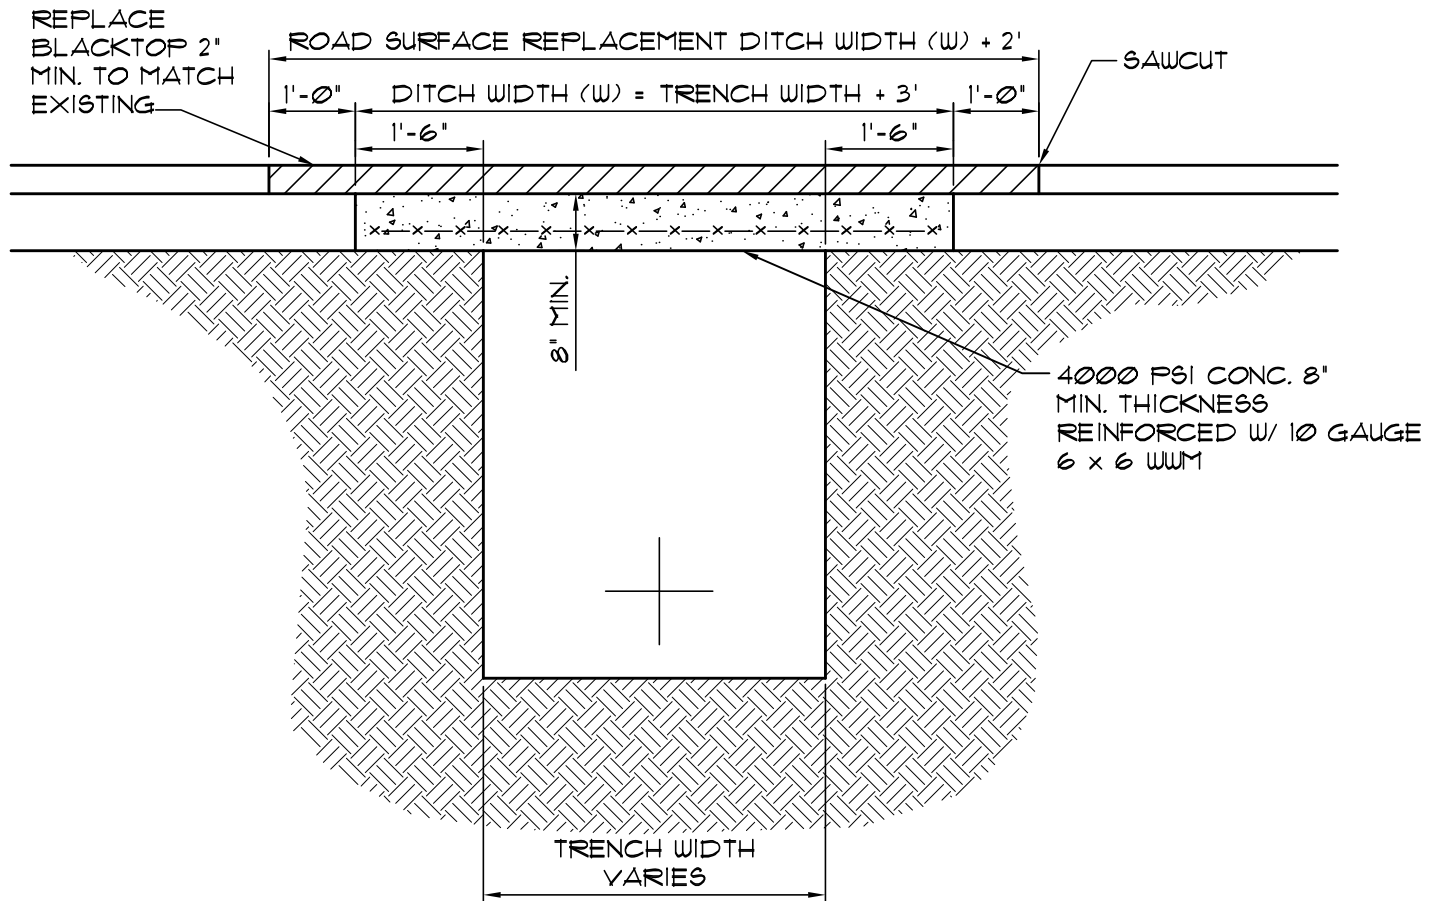 REPLACE
BLACKTOP 2"
MIN. TO MATCH
EXISTING
ROAD SURFACE REPLACEMENT DITCH WIDTH (W) + 2'
SAWCUT
1'-0"
DITCH WIDTH (W) = TRENCH WIDTH + 3'
1'-0"
1'-6"
1'-6"
8" MIN.
4000 PSI CONC. 8"
MIN. THICKNESS
REINFORCED W/ 10 GAUGE
6 x 6 WWM
TRENCH WIDTH
VARIES